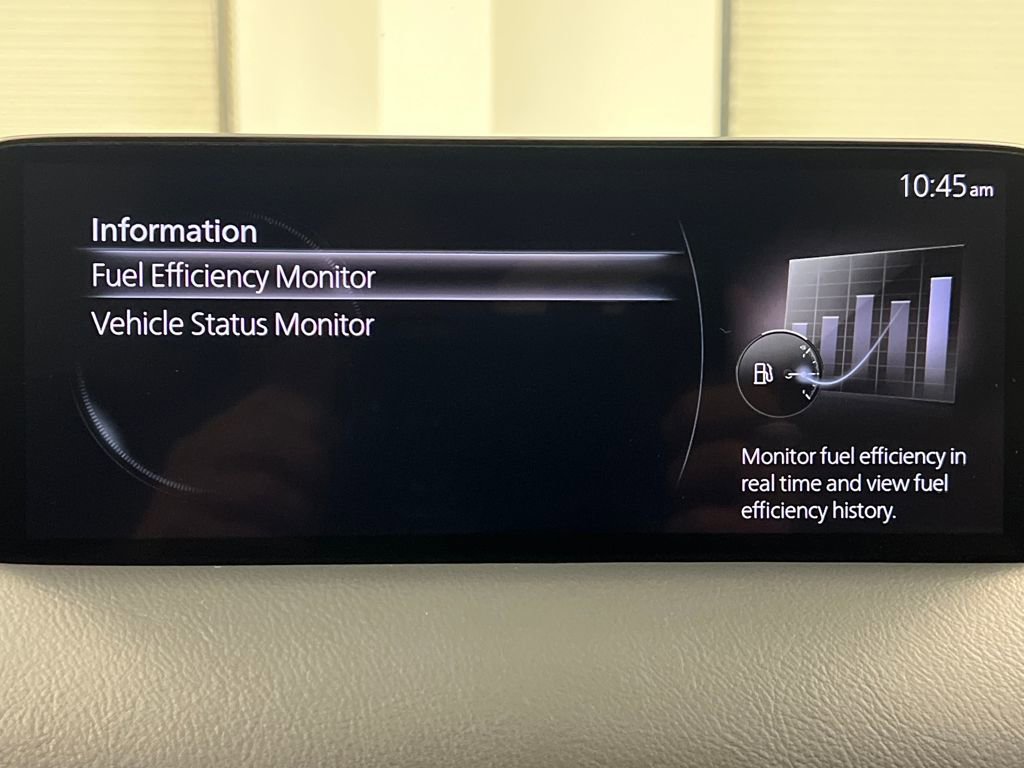 10:45am
Information
Fuel Efficiency Monitor
Vehicle Status Monitor
Monitor fuel efficiency in
real time and view fuel
efficiency history.